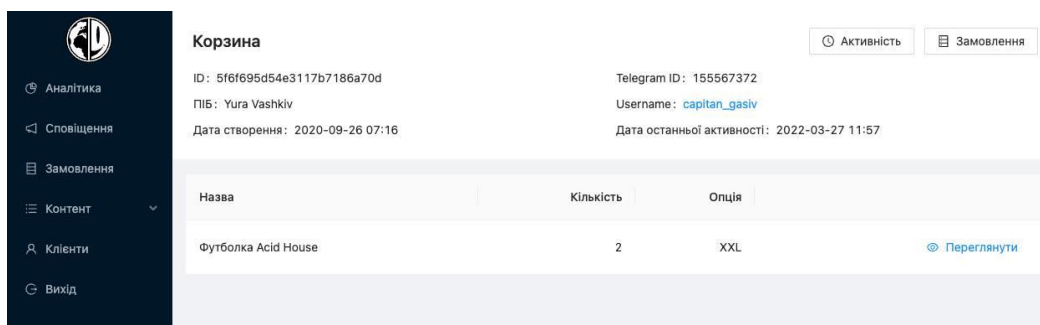 Корзина
Активність
Замовлення
ID: 5f6f695d54e3117b7186a70d
Telegram ID: 155567372
ПІБ: Yura Vashkiv
Username: capitan_gasiv
Дата створення: 2020-09-26 07:16
Дата останньої активності: 2022-03-27 11:57
Аналітика
Сповіщення
Замовлення
Контент
Клієнти
Вихід
Назва Кількість Опція
Футболка Acid House 2 XXL Переглянути